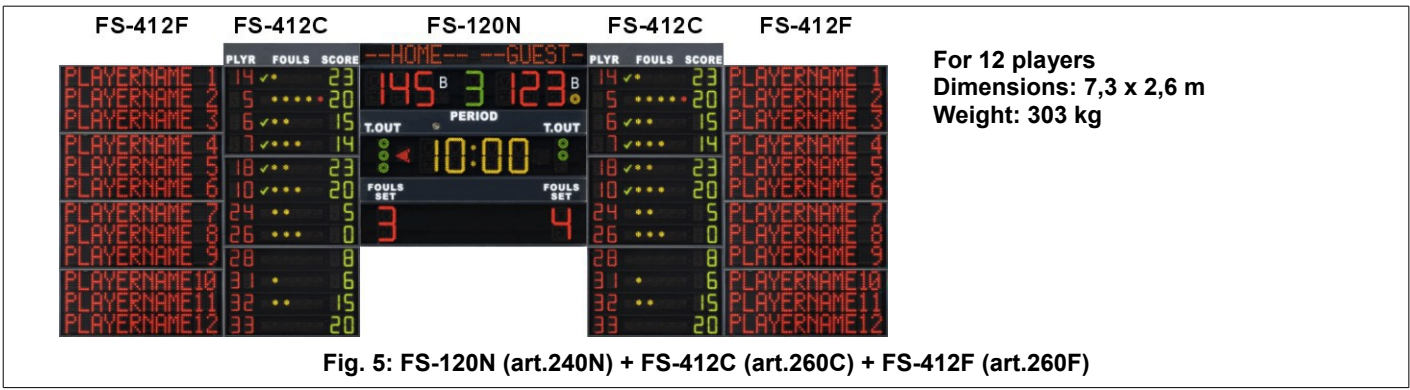 FS-412F FS-412C FS-120N FS-412C FS-412F
For 12 players
Dimensions: 7,3 x 2,6 m
Weight: 303 kg
PLYR FOULS SCORE --HOME-- --GUEST- PLYR FOULS SCORE
PLAYERNAME 1 14 23 145 B 3 123 B 14 23 PLAYERNAME 1
PLAYERNAME 2 5 20 5 20 PLAYERNAME 2
PLAYERNAME 3 6 15 PERIOD 6 15 PLAYERNAME 3
T.OUT T.OUT
PLAYERNAME 4 7 14 10:00 7 14 PLAYERNAME 4
PLAYERNAME 5 18 23 18 23 PLAYERNAME 5
PLAYERNAME 6 10 20 FOULS SET FOULS SET 10 20 PLAYERNAME 6
PLAYERNAME 7 24 5 3 4 24 5 PLAYERNAME 7
PLAYERNAME 8 26 0 26 0 PLAYERNAME 8
PLAYERNAME 9 28 8 28 8 PLAYERNAME 9
PLAYERNAME10 31 6 31 6 PLAYERNAME10
PLAYERNAME11 32 15 32 15 PLAYERNAME11
PLAYERNAME12 33 20 33 20 PLAYERNAME12
Fig. 5: FS-120N (art.240N) + FS-412C (art.260C) + FS-412F (art.260F)